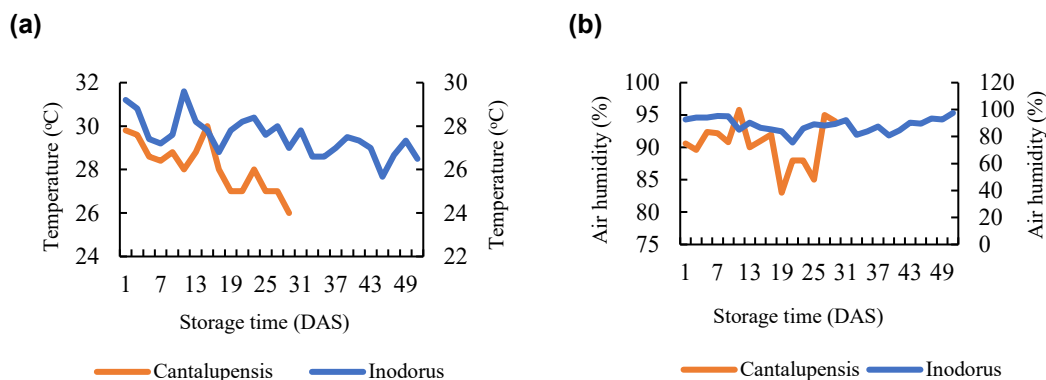 (a)
Temperature (ºC)
32
30
28
26
24
30
28
26
24
22
Temperature (ºC)
1 7 13 19 25 31 37 43 49
Storage time (DAS)
Cantalupensis Inodorus
(b)
Air humidity (%)
100
95
90
85
80
75
120
100
80
60
40
20
0
Air humidity (%)
1 7 13 19 25 31 37 43 49
Storage time (DAS)
Cantalupensis Inodorus